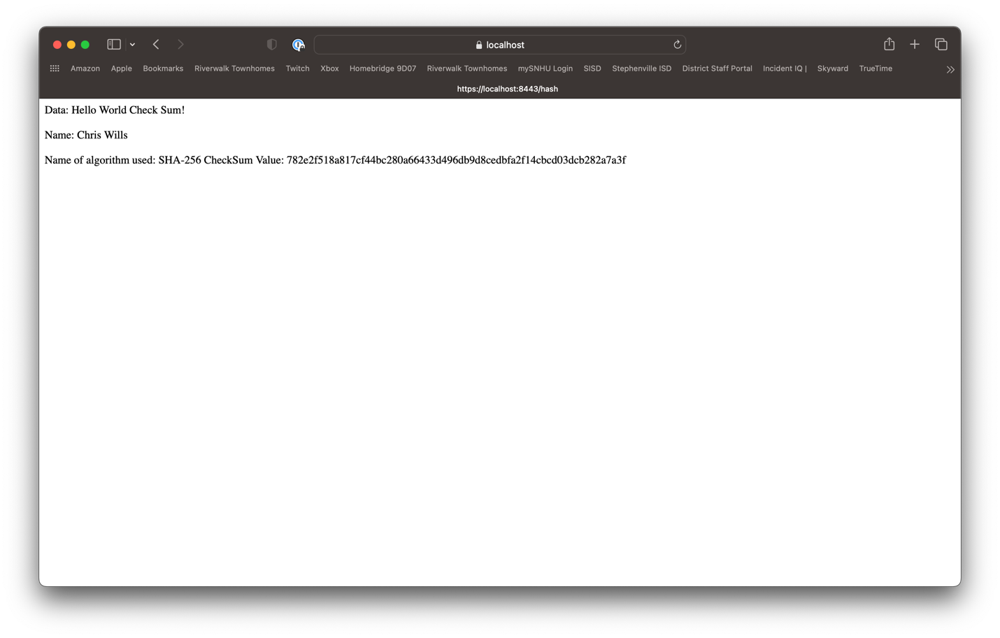 localhost
Amazon Apple Bookmarks Riverwalk Townhomes Twitch Xbox Homebridge 9D07 Riverwalk Townhomes mySNHU Login SISD Stephenville ISD District Staff Portal Incident IQ | Skyward TrueTime
https://localhost:8443/hash
Data: Hello World Check Sum!
Name: Chris Wills
Name of algorithm used: SHA-256 CheckSum Value: 782e2f518a817cf44bc280a66433d496db9d8cedbfa2f14cbcd03dcb282a7a3f